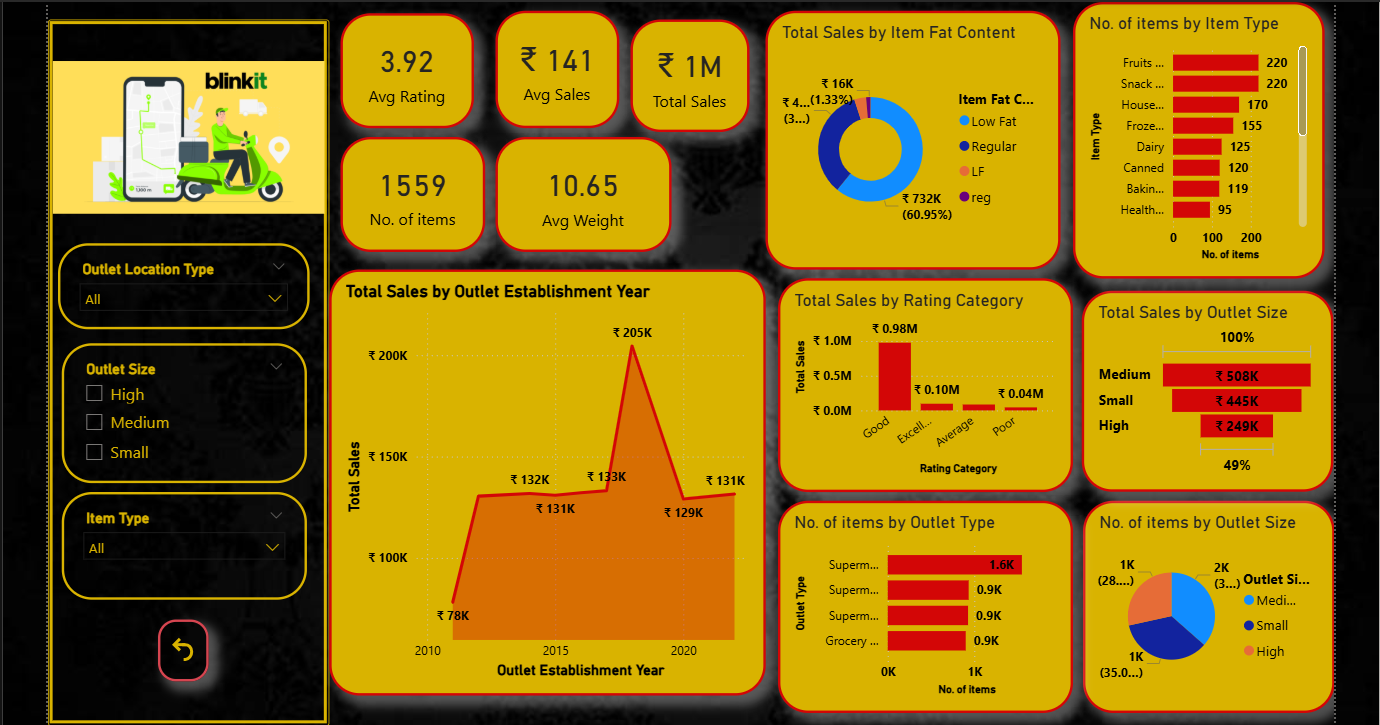 blinkit
Outlet Location Type
All
Outlet Size
High
Medium
Small
Item Type
All
3.92
Avg Rating
₹ 141
Avg Sales
₹ 1M
Total Sales
1559
No. of items
10.65
Avg Weight
Total Sales by Item Fat Content
₹ 16K
(1.33%)
₹ 4...
(3...)
₹ 732K
(60.95%)
Item Fat C...
Low Fat
Regular
LF
reg
No. of items by Item Type
Item Type
Fruits ... 220
Snack ... 220
House... 170
Froze... 155
Dairy 125
Canned 120
Bakin... 119
Health... 95
0 100 200
No. of items
Total Sales by Outlet Establishment Year
Total Sales
₹ 200K
₹ 150K
₹ 100K
₹ 78K
₹ 132K
₹ 131K
₹ 133K
₹ 205K
₹ 129K
₹ 131K
2010 2015 2020
Outlet Establishment Year
Total Sales by Rating Category
Total Sales
₹ 1.0M
₹ 0.5M
₹ 0.0M
₹ 0.98M
₹ 0.10M
₹ 0.04M
Good
Excell...
Average
Poor
Rating Category
Total Sales by Outlet Size
100%
Medium ₹ 508K
Small ₹ 445K
High ₹ 249K
49%
No. of items by Outlet Type
Outlet Type
Superm... 1.6K
Superm... 0.9K
Superm... 0.9K
Grocery ... 0.9K
0K 1K
No. of items
No. of items by Outlet Size
1K
(28....)
2K
(3...)
1K
(35.0...)
Outlet Si...
Medi...
Small
High